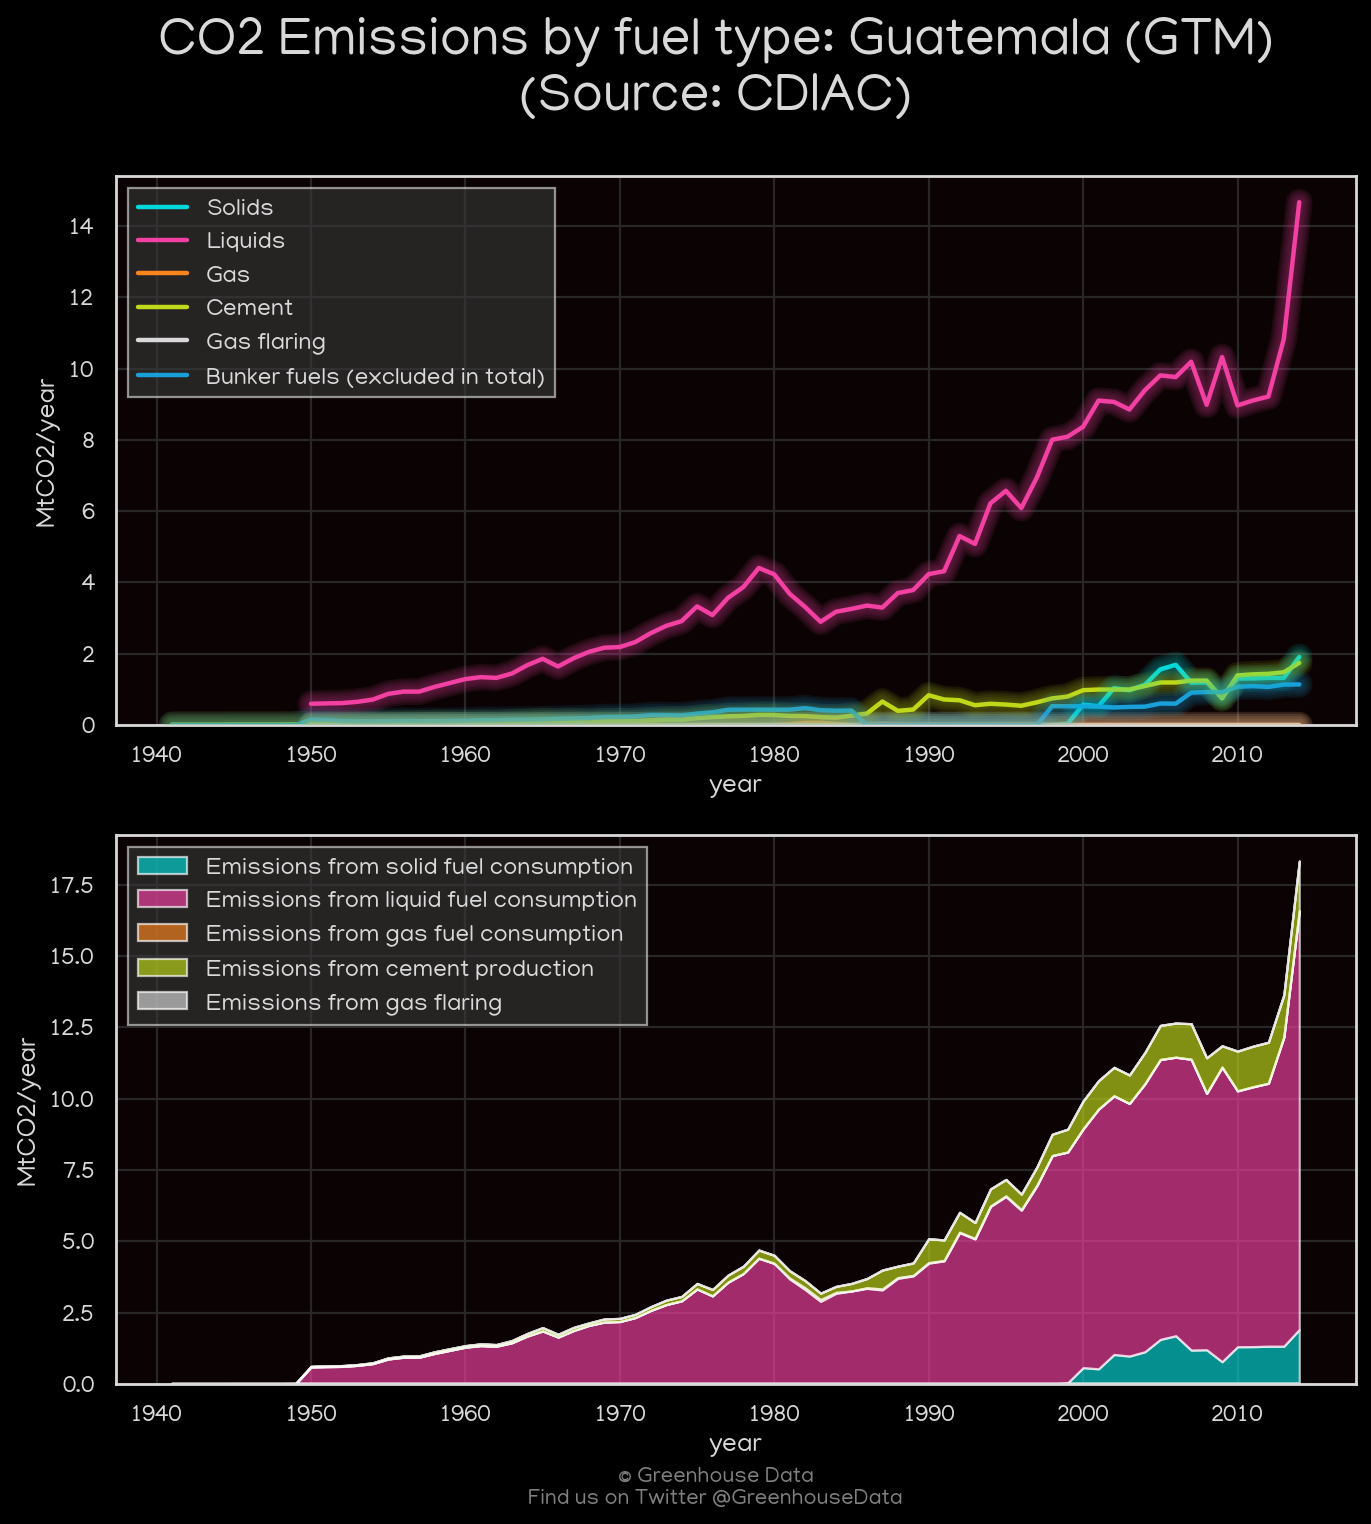 CO2 Emissions by fuel type: Guatemala (GTM)
(Source: CDIAC)
Solids
Liquids
Gas
Cement
Gas flaring
Bunker fuels (excluded in total)
MtCO2/year
14
12
10
8
6
4
2
0
1940 1950 1960 1970 1980 1990 2000 2010
year
Emissions from solid fuel consumption
Emissions from liquid fuel consumption
Emissions from gas fuel consumption
Emissions from cement production
Emissions from gas flaring
MtCO2/year
17.5
15.0
12.5
10.0
7.5
5.0
2.5
0.0
1940 1950 1960 1970 1980 1990 2000 2010
year
© Greenhouse Data
Find us on Twitter @GreenhouseData